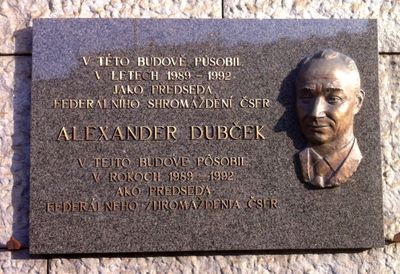 V TÉTO BUDOVĚ PŮSOBIL
V LETECH 1989 – 1992
JAKO PŘEDSEDA
FEDERÁLNÍHO SHROMÁŽDĚNÍ ČSFR
ALEXANDER DUBČEK
V TEJTO BUDOVE PÔSOBIL
V ROKOCH 1989 – 1992
AKO PREDSEDA
FEDERÁLNEHO ZHROMAŽDENIA ČSFR